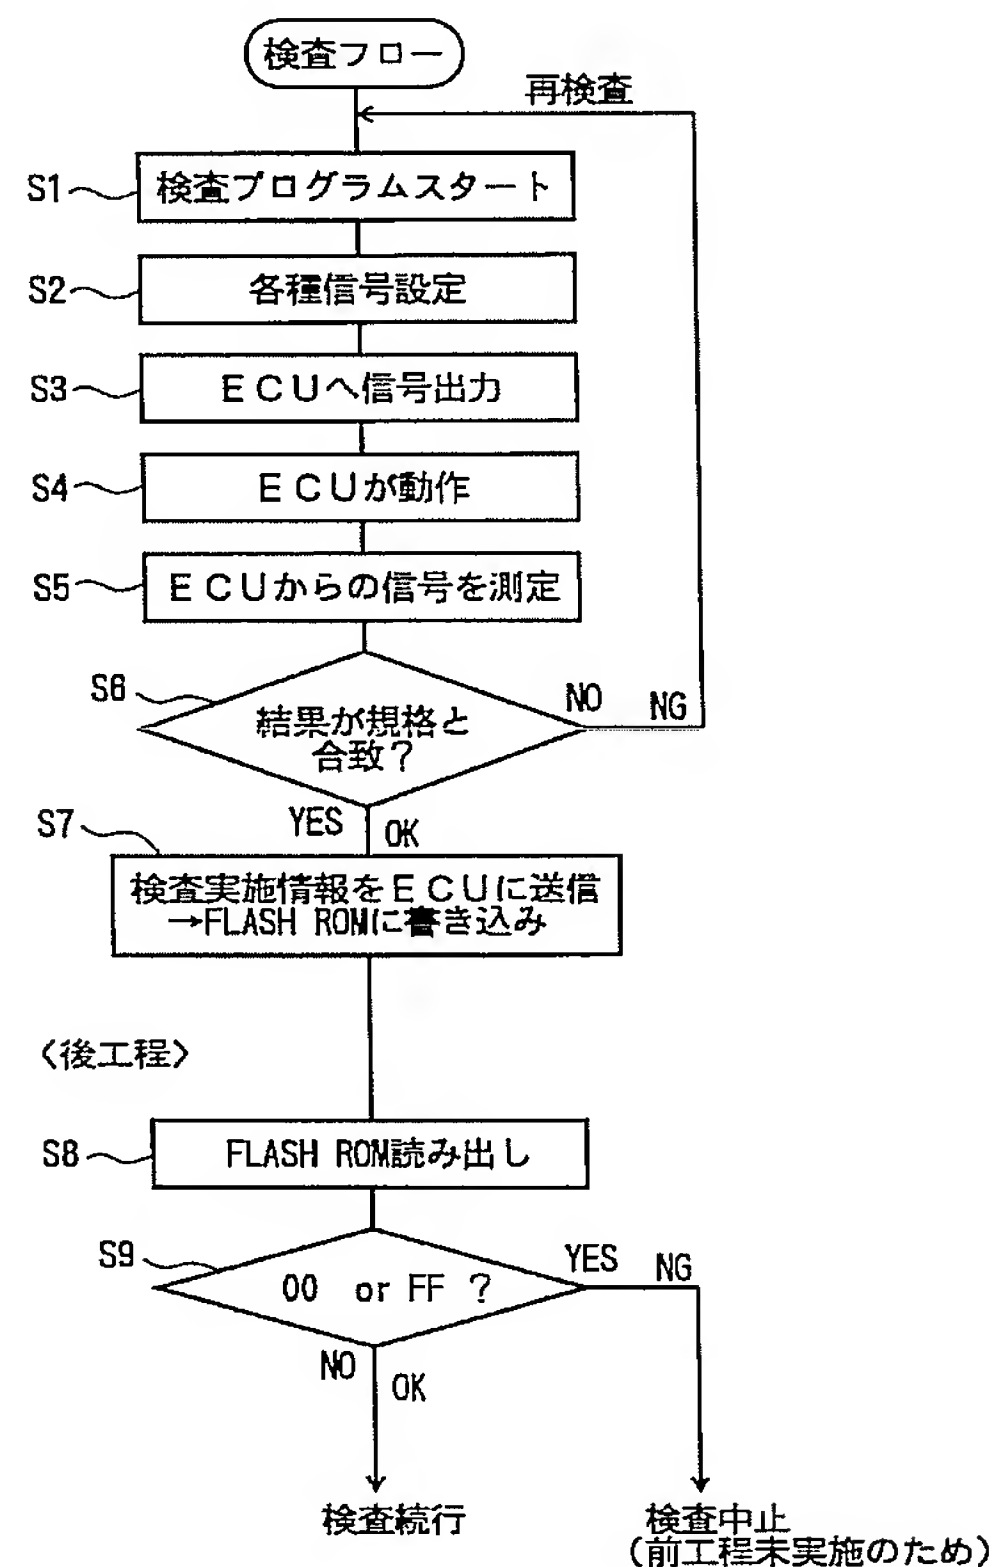 検査フロー
再検査
S1
検査プログラムスタート
S2
各種信号設定
S3
ECUへ信号出力
S4
ECUが動作
S5
ECUからの信号を測定
S6
結果が規格と
合致?
NO
NG
YES
OK
S7
検査実施情報をECUに送信
→FLASH ROMに書き込み
〈後工程〉
S8
FLASH ROM読み出し
S9
00 or FF ?
YES
NG
NO
OK
検査続行
検査中止
(前工程未実施のため)